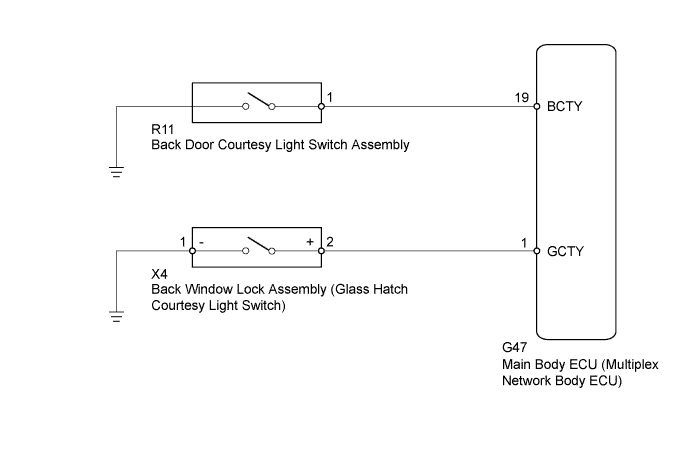 1
19
BCTY
R11
Back Door Courtesy Light Switch Assembly
1
-
+
2
1
GCTY
X4
Back Window Lock Assembly (Glass Hatch
Courtesy Light Switch)
G47
Main Body ECU (Multiplex
Network Body ECU)